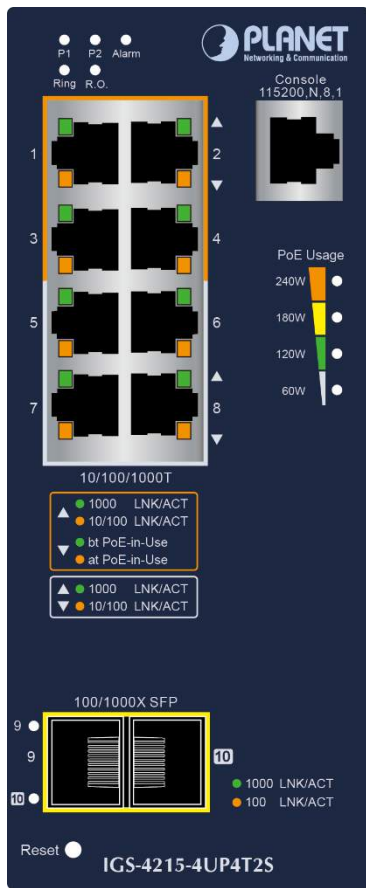 P1 P2 Alarm
Ring R.O.
PLANET
Networking & Communication
Console
115200,N,8,1
1 2
3 4
5 6
7 8
PoE Usage
240W
180W
120W
60W
10/100/1000T
▲ ● 1000 LNK/ACT
● 10/100 LNK/ACT
▼ ● bt PoE-in-Use
● at PoE-in-Use
▲ ● 1000 LNK/ACT
▼ ● 10/100 LNK/ACT
100/1000X SFP
9
9 10
10
1000 LNK/ACT
100 LNK/ACT
Reset
IGS-4215-4UP4T2S